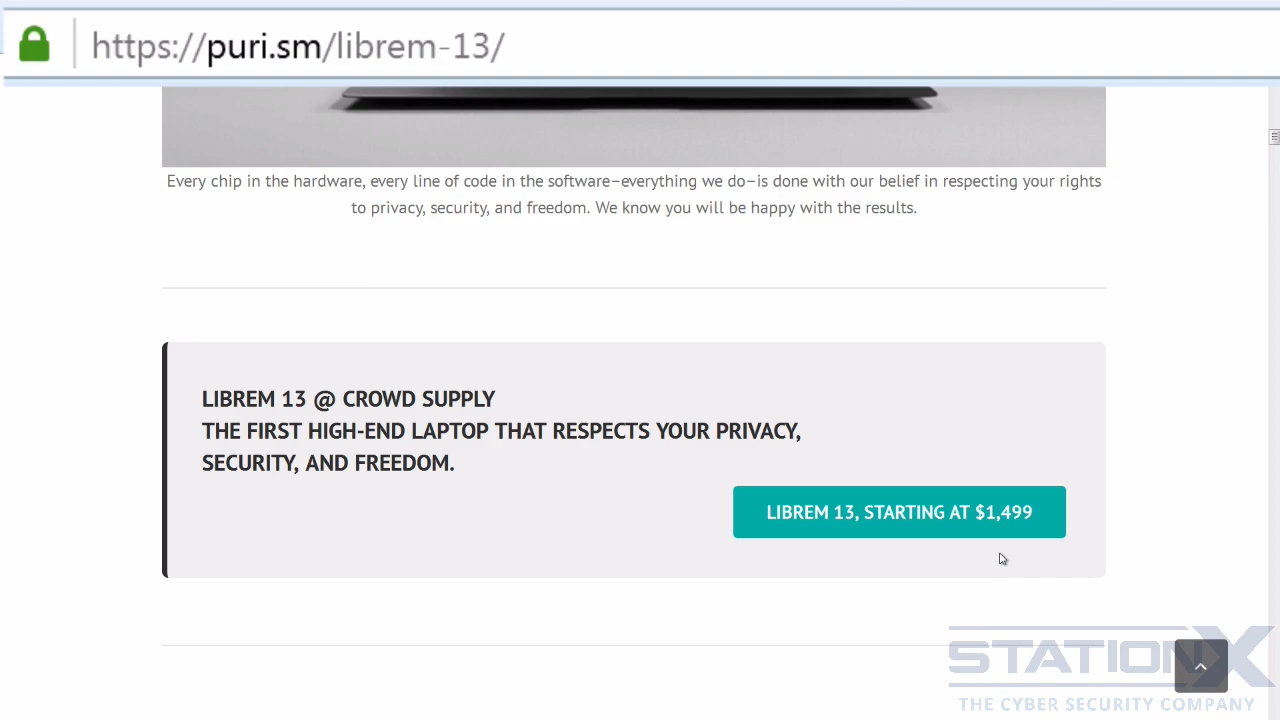 https://puri.sm/librem-13/
Every chip in the hardware, every line of code in the software–everything we do–is done with our belief in respecting your rights
to privacy, security, and freedom. We know you will be happy with the results.
LIBREM 13 @ CROWD SUPPLY
THE FIRST HIGH-END LAPTOP THAT RESPECTS YOUR PRIVACY,
SECURITY, AND FREEDOM.
LIBREM 13, STARTING AT $1,499
STATIONX
THE CYBER SECURITY COMPANY